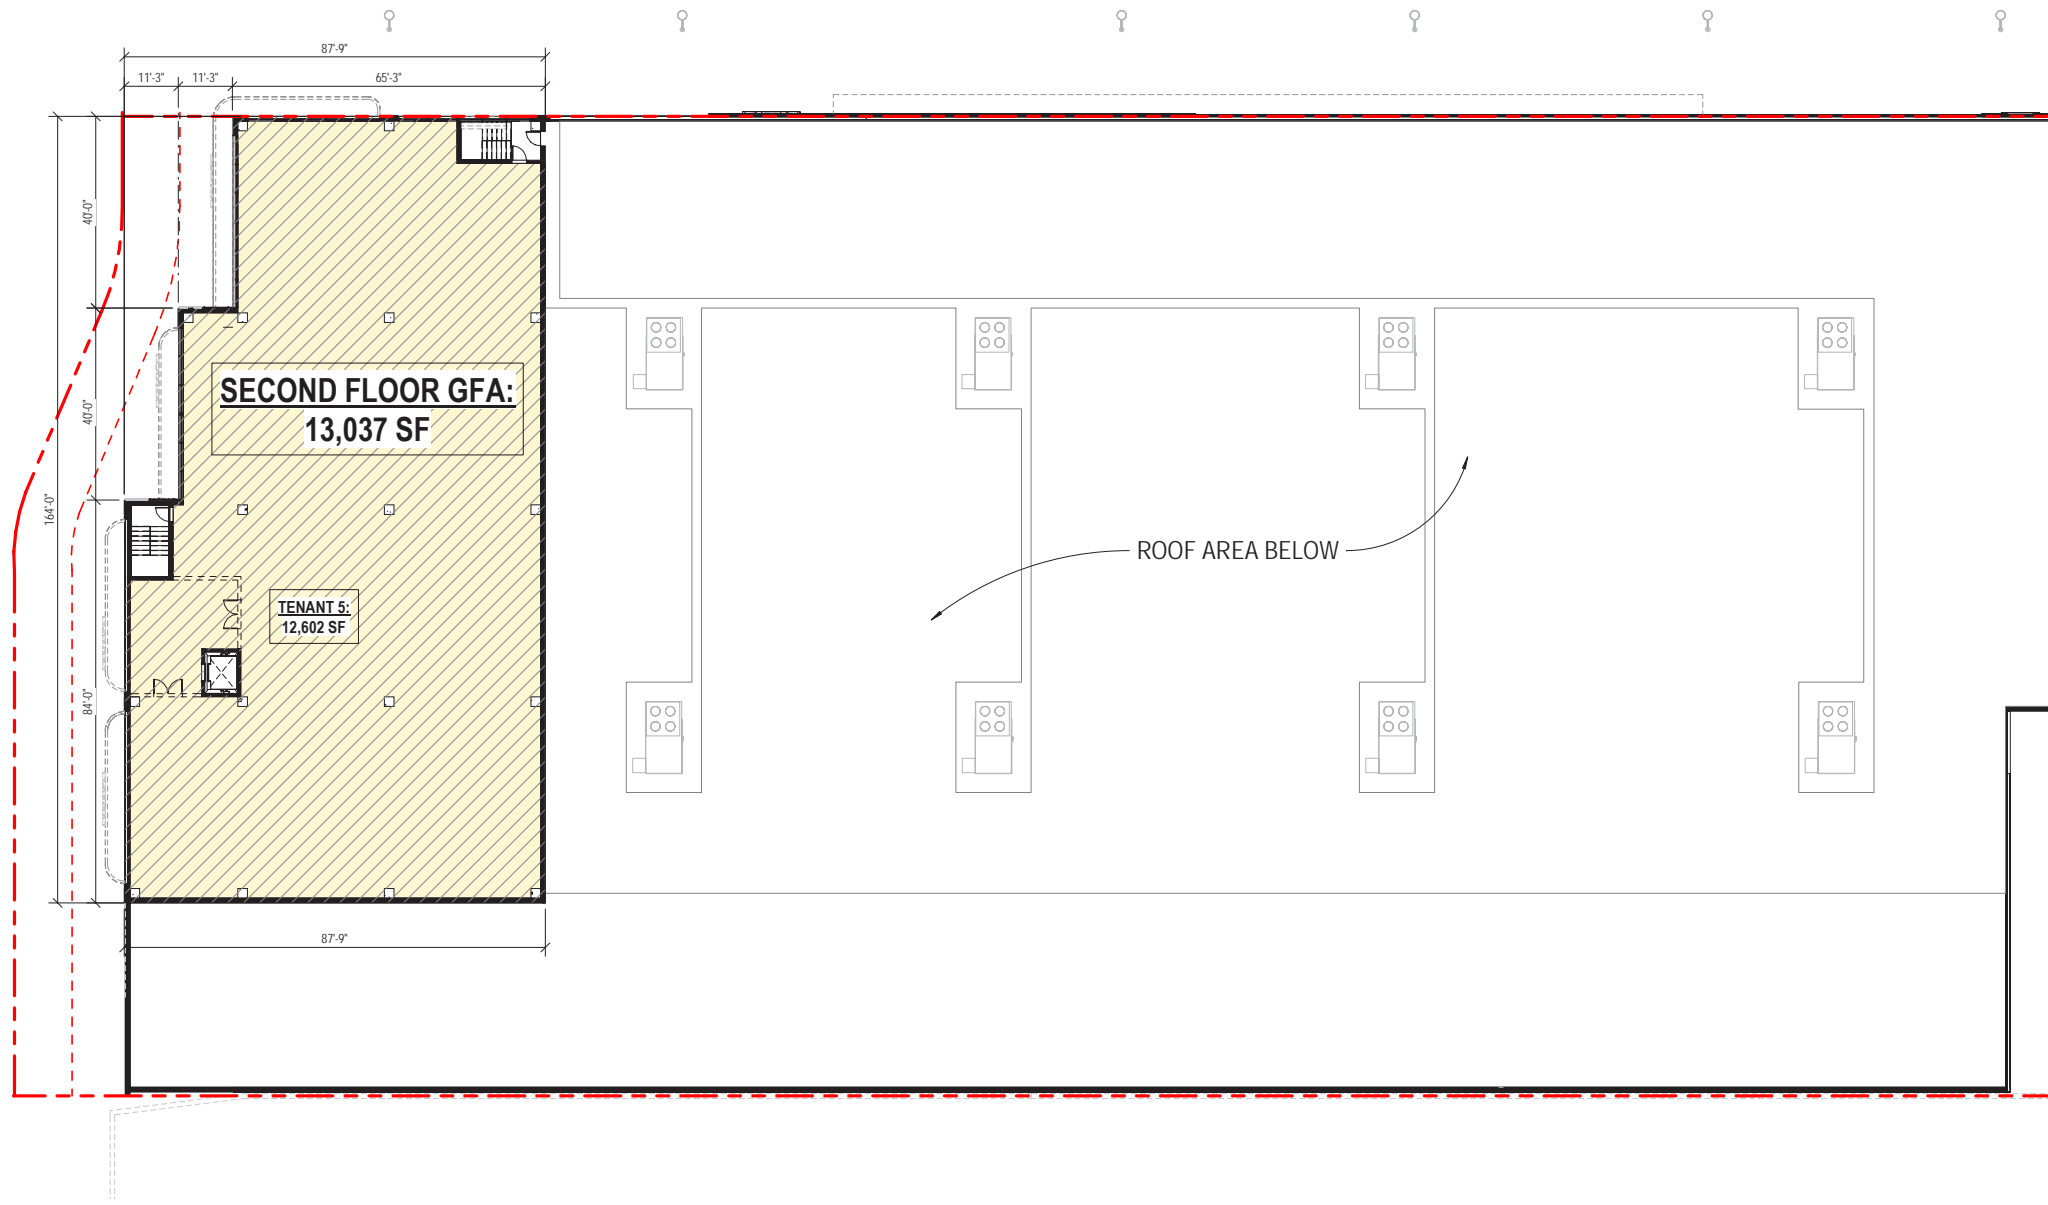 87'-9"
11'-3" 11'-3" 65'-3"
40'-0"
40'-0"
164'-0"
84'-0"
SECOND FLOOR GFA:
13,037 SF
ROOF AREA BELOW
TENANT 5:
12,602 SF
87'-9"